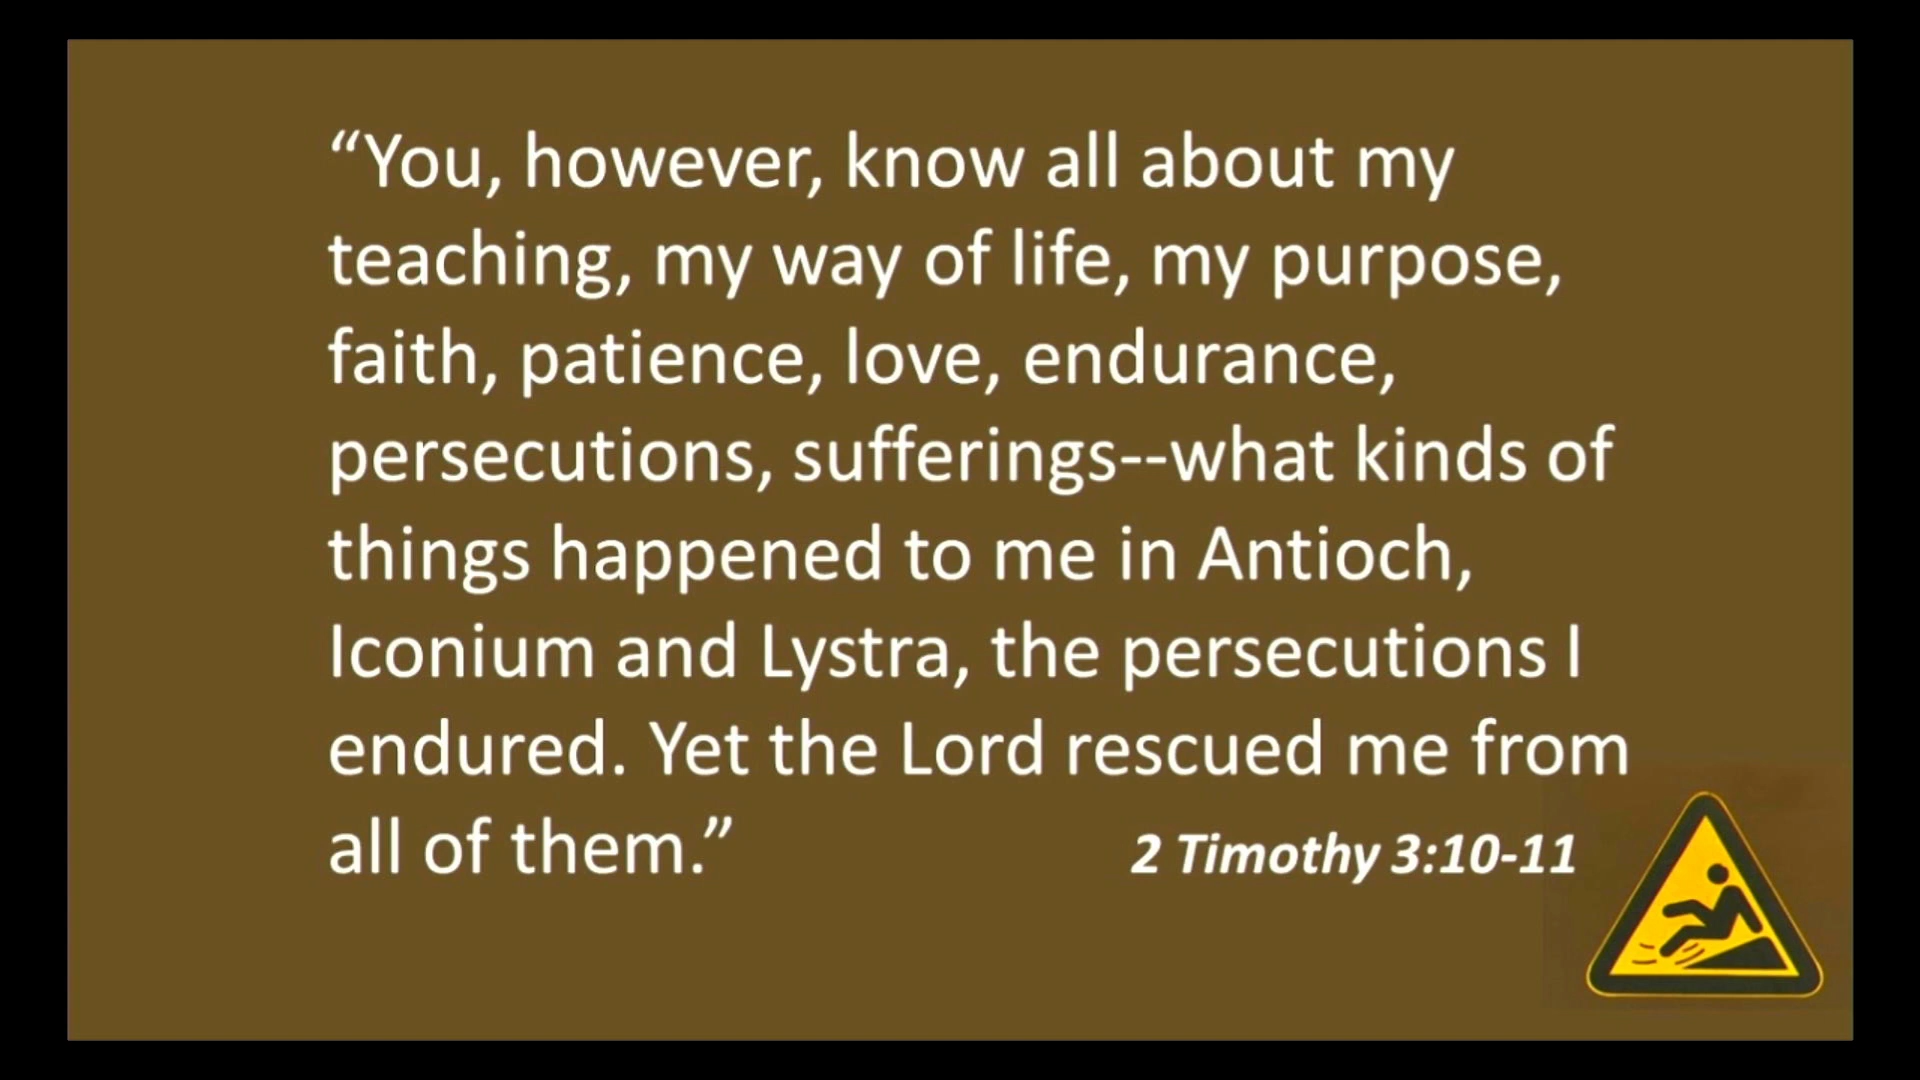 “You, however, know all about my
teaching, my way of life, my purpose,
faith, patience, love, endurance,
persecutions, sufferings--what kinds of
things happened to me in Antioch,
Iconium and Lystra, the persecutions I
endured. Yet the Lord rescued me from
all of them.” 2 Timothy 3:10-11